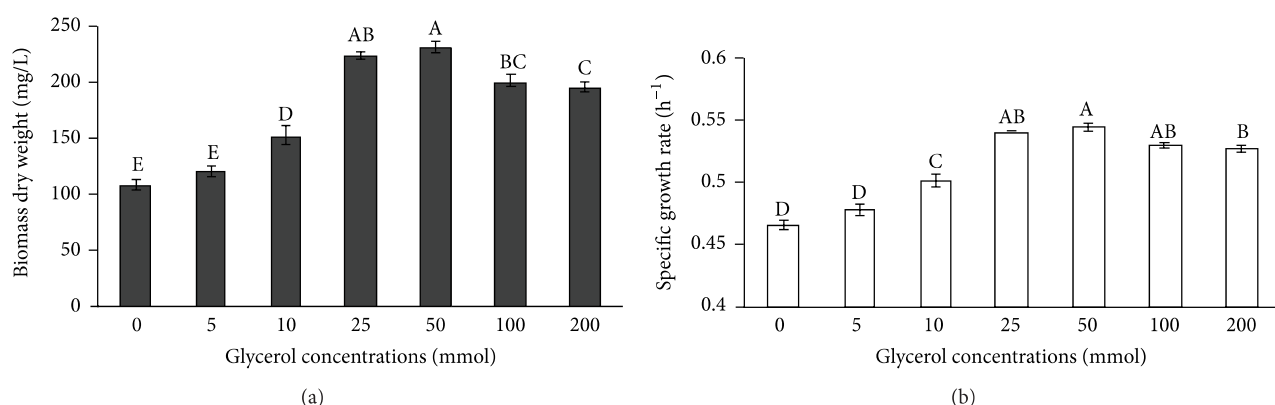 250
200
150
100
50
0
Biomass dry weight (mg/L)
E
E
D
AB
A
BC
C
0 5 10 25 50 100 200
Glycerol concentrations (mmol)
(a)
0.6
0.55
0.5
0.45
0.4
Specific growth rate (h⁻¹)
D
D
C
AB
A
AB
B
0 5 10 25 50 100 200
Glycerol concentrations (mmol)
(b)